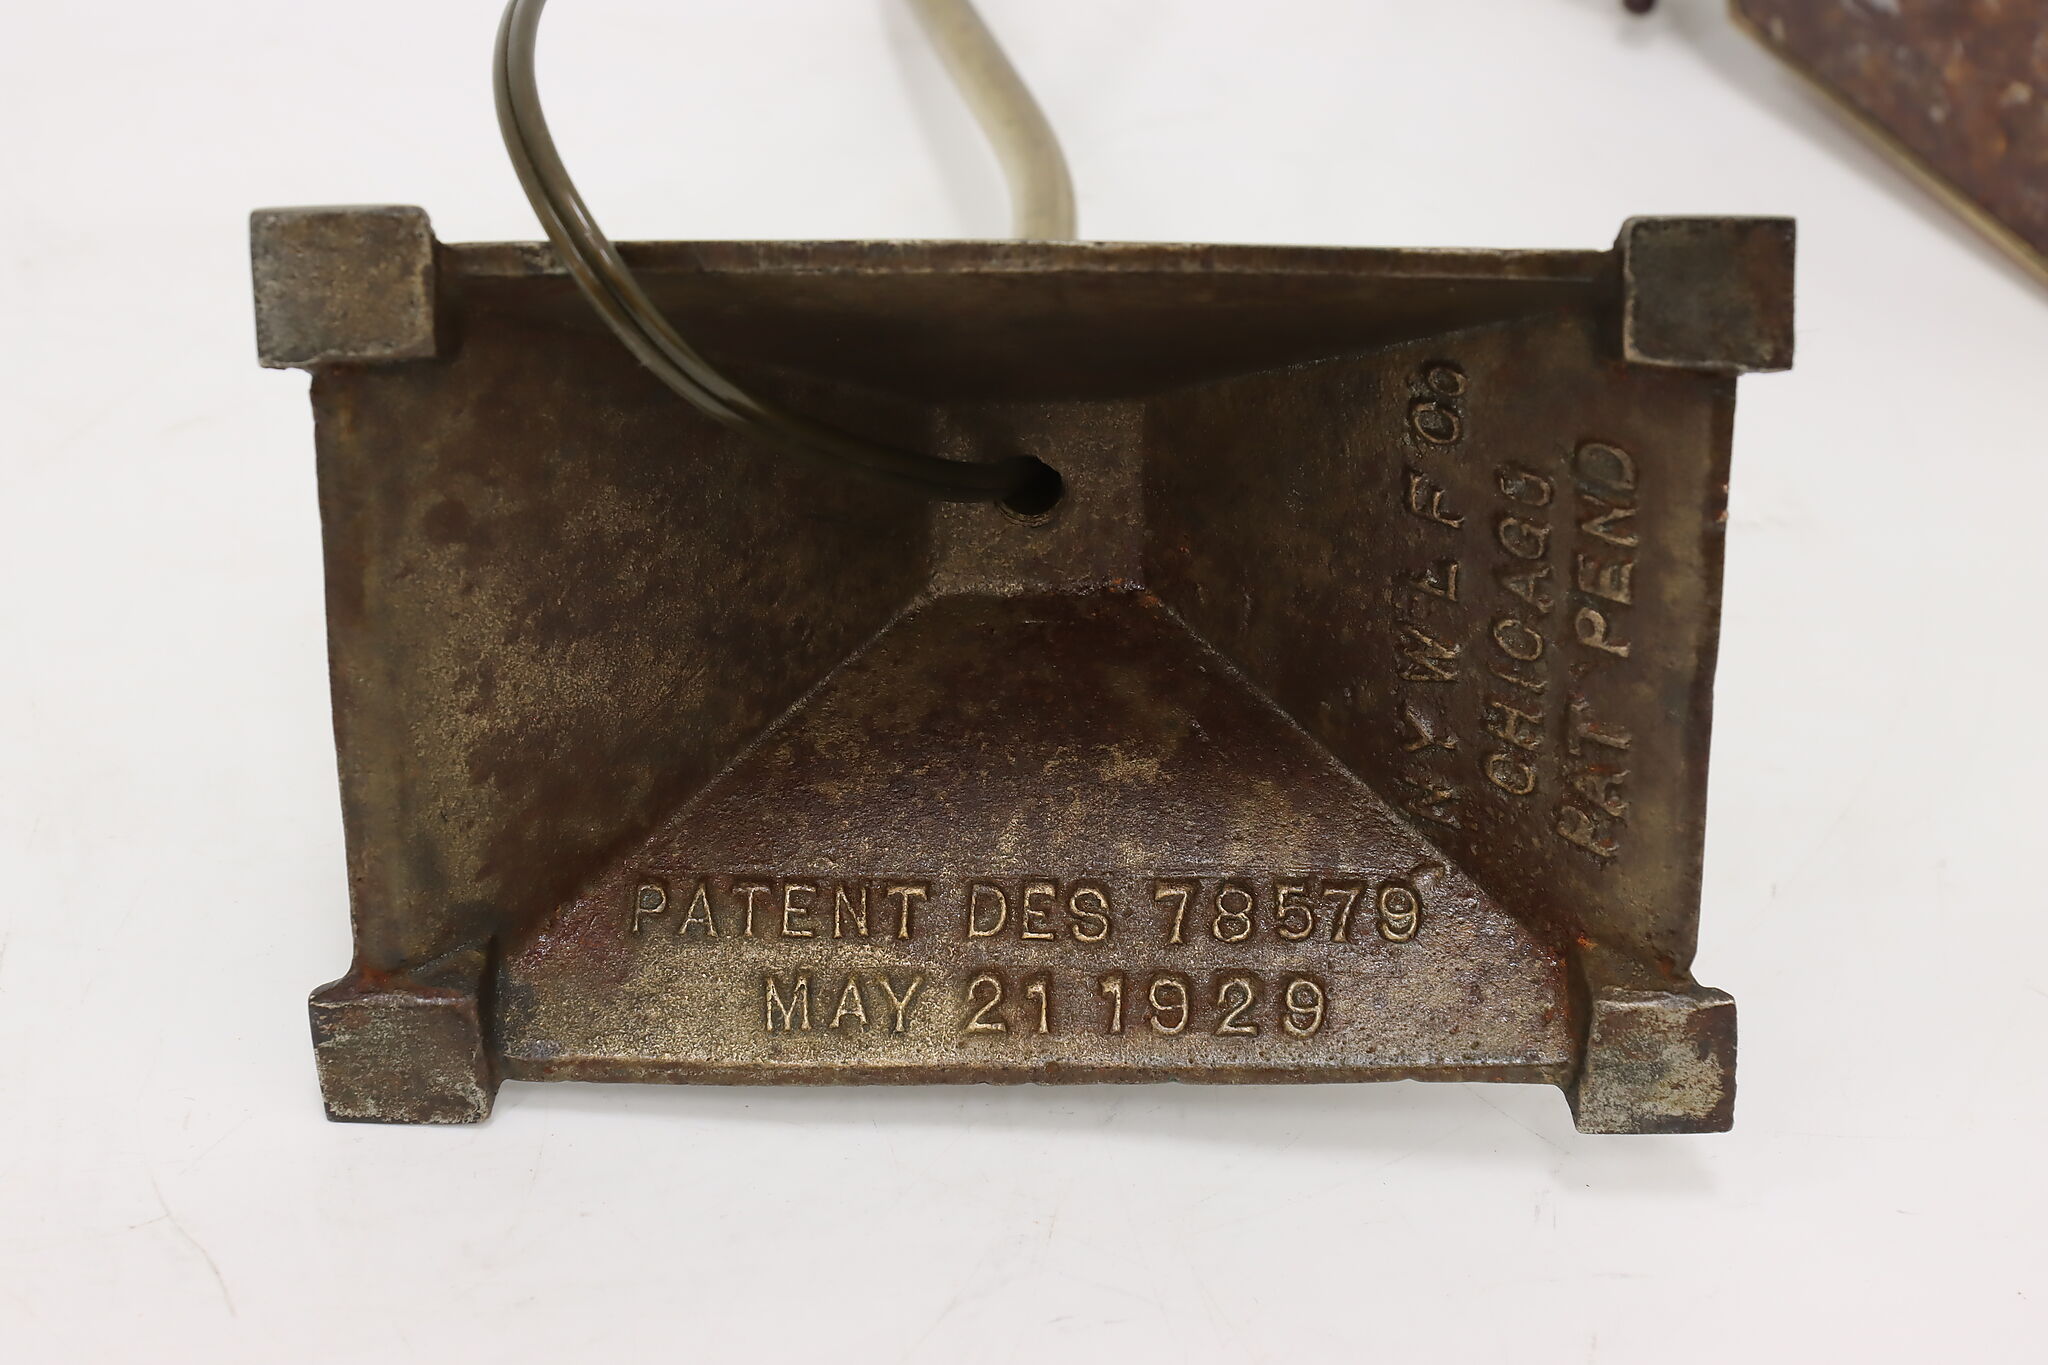 PATENT DES 78579
MAY 21 1929
N Y W L F Co
CHICAGO
PAT PEND